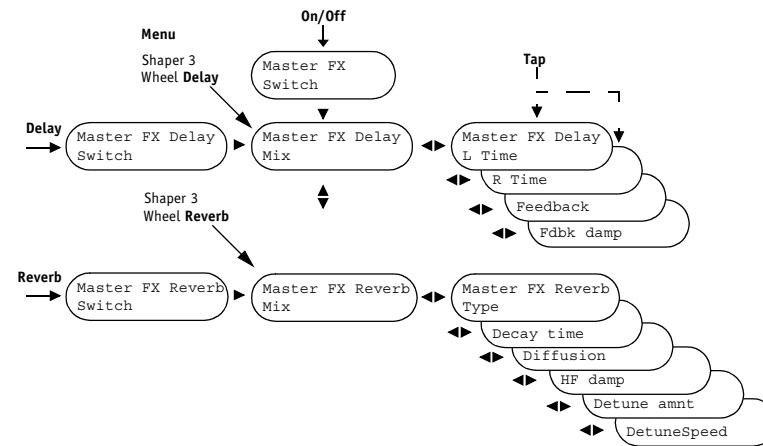 On/Off
Menu
Shaper 3
Wheel Delay
Master FX
Switch
Tap
Delay
Master FX Delay
Switch
Master FX Delay
Mix
Master FX Delay
L Time
R Time
Feedback
Fdbk damp
Shaper 3
Wheel Reverb
Reverb
Master FX Reverb
Switch
Master FX Reverb
Mix
Master FX Reverb
Type
Decay time
Diffusion
HF damp
Detune amnt
DetuneSpeed